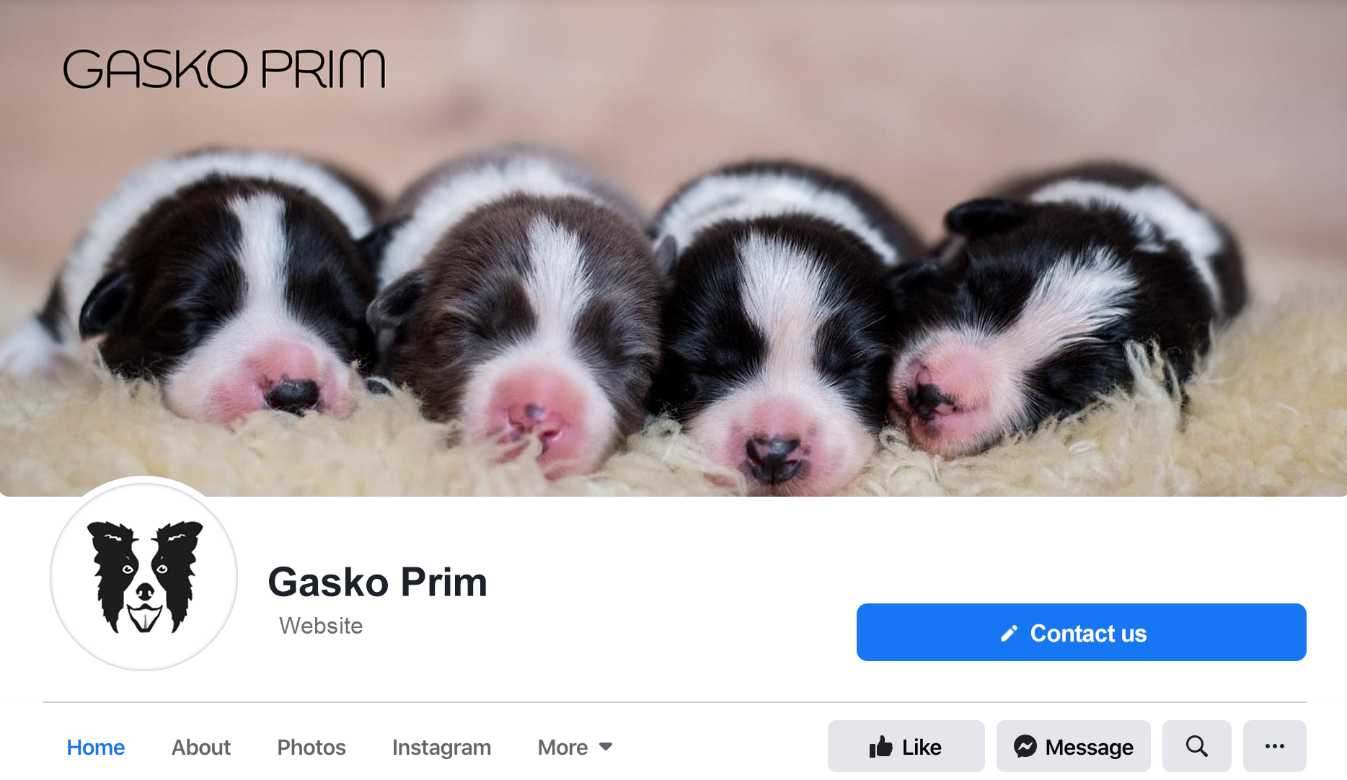 GASKO PRIM
Gasko Prim
Website
Contact us
Home About Photos Instagram More Like Message